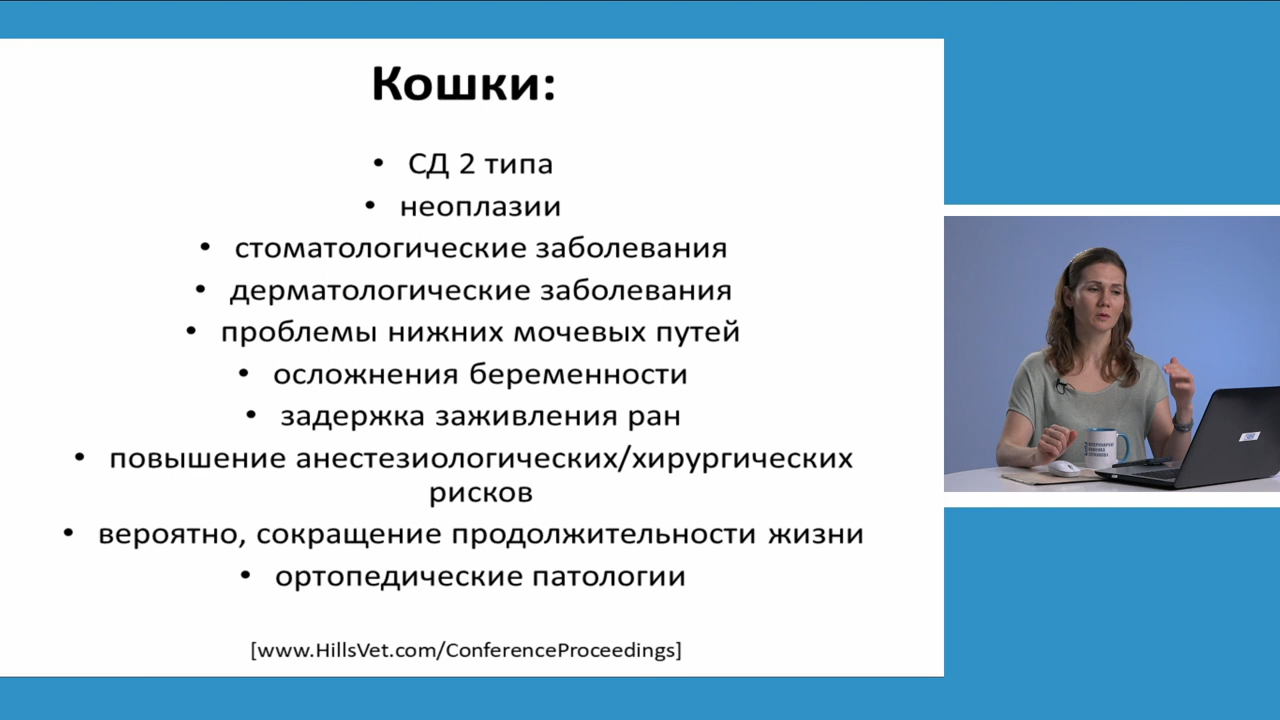 Кошки:
• СД 2 типа
• неоплазии
• стоматологические заболевания
• дерматологические заболевания
• проблемы нижних мочевых путей
• осложнения беременности
• задержка заживления ран
• повышение анестезиологических/хирургических
рисков
• вероятно, сокращение продолжительности жизни
• ортопедические патологии
[www.HillsVet.com/ConferenceProceedings]